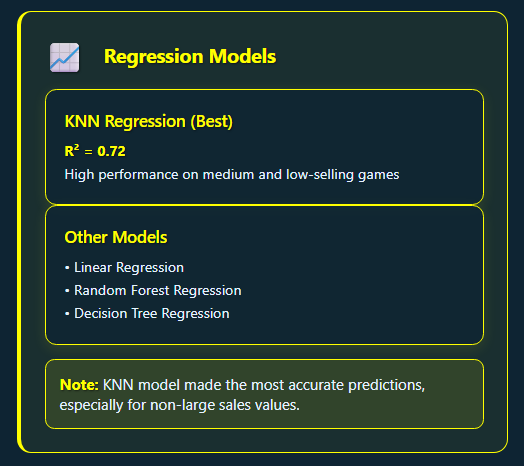 Regression Models
KNN Regression (Best)
R² = 0.72
High performance on medium and low-selling games
Other Models
• Linear Regression
• Random Forest Regression
• Decision Tree Regression
Note: KNN model made the most accurate predictions,
especially for non-large sales values.